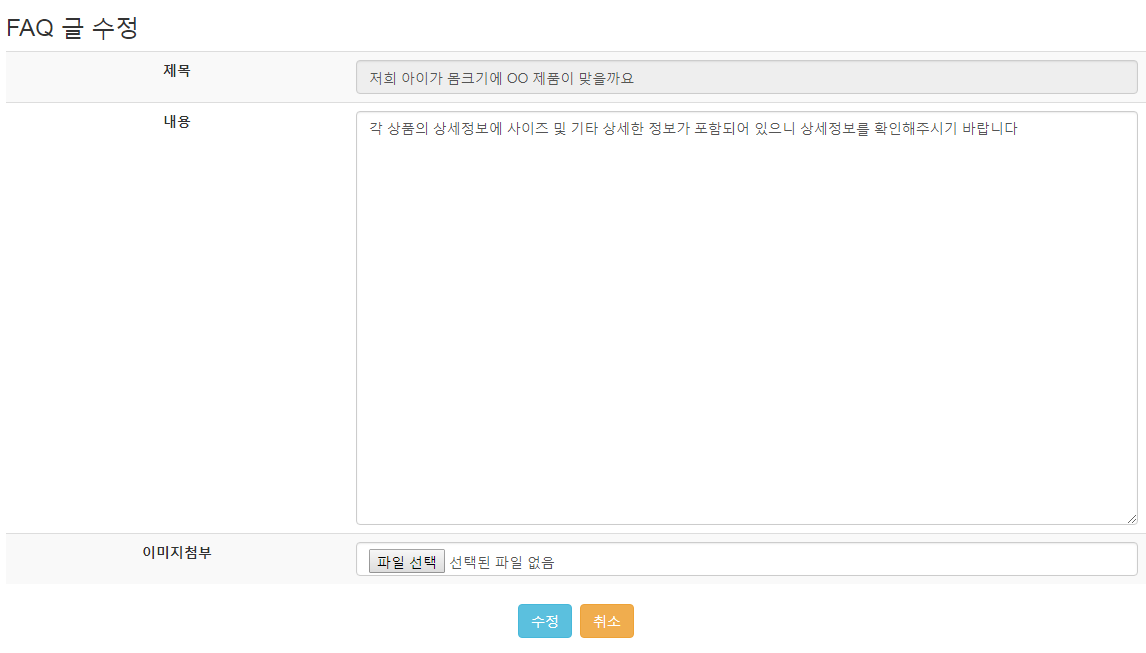 FAQ 글 수정
제목
저희 아이가 몸크기에 OO 제품이 맞을까요
내용
각 상품의 상세정보에 사이즈 및 기타 상세한 정보가 포함되어 있으니 상세정보를 확인해주시기 바랍니다
이미지첨부
파일 선택 선택된 파일 없음
수정 취소